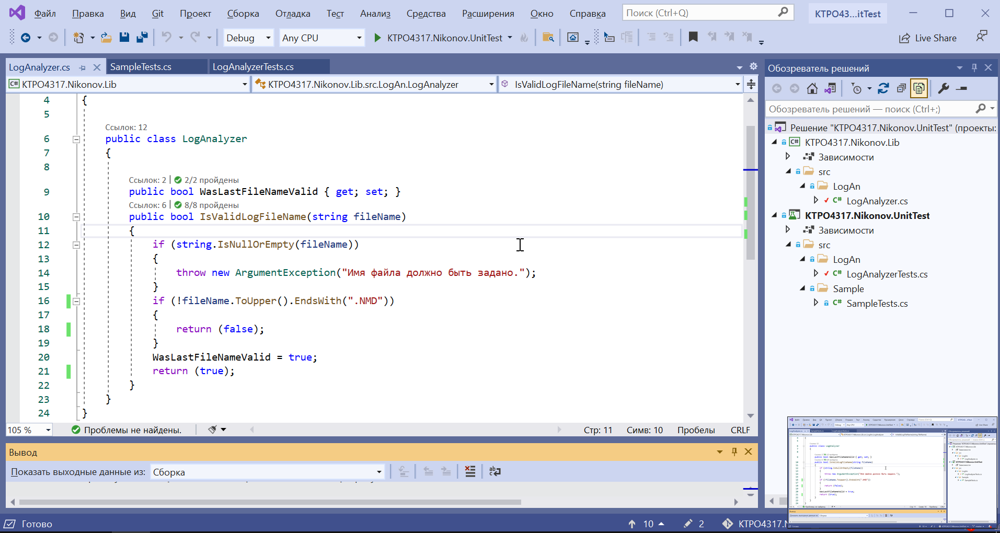 Файл Правка Вид Git Проект Сборка Отладка Тест Анализ Средства Расширения Окно Справка Поиск (Ctrl+Q) КТРО43...itTest
Debug Any CPU KTPO4317.Nikonov.UnitTest Live Share
LogAnalyzer.cs SampleTests.cs LogAnalyzerTests.cs
C# KTPO4317.Nikonov.Lib KTPO4317.Nikonov.Lib.src.LogAn.LogAnalyzer IsValidLogFileName(string fileName)
4 {
5
Ссылок: 12
6 public class LogAnalyzer
7 {
8
Ссылок: 2 | 2/2 пройдены
9 public bool WasLastFileNameValid { get; set; }
Ссылок: 6 | 8/8 пройдены
10 public bool IsValidLogFileName(string fileName)
11 {
12 if (string.IsNullOrEmpty(fileName))
13 {
14 throw new ArgumentException("Имя файла должно быть задано.");
15 }
16 if (!fileName.ToUpper().EndsWith(".NMD"))
17 {
18 return (false);
19 }
20 WasLastFileNameValid = true;
21 return (true);
22 }
23 }
24 }
105 % Проблемы не найдены. Стр: 11 Симв: 10 Пробелы CRLF
Вывод
Показать выходные данные из: Сборка
Готово 10 2 KTPO4317.N
Обозреватель решений
Обозреватель решений — поиск (Ctrl+;)
Решение "KTPO4317.Nikonov.UnitTest" (проекты:
C# KTPO4317.Nikonov.Lib
Зависимости
src
LogAn
C# LogAnalyzer.cs
KTPO4317.Nikonov.UnitTest
Зависимости
src
LogAn
C# LogAnalyzerTests.cs
Sample
C# SampleTests.cs